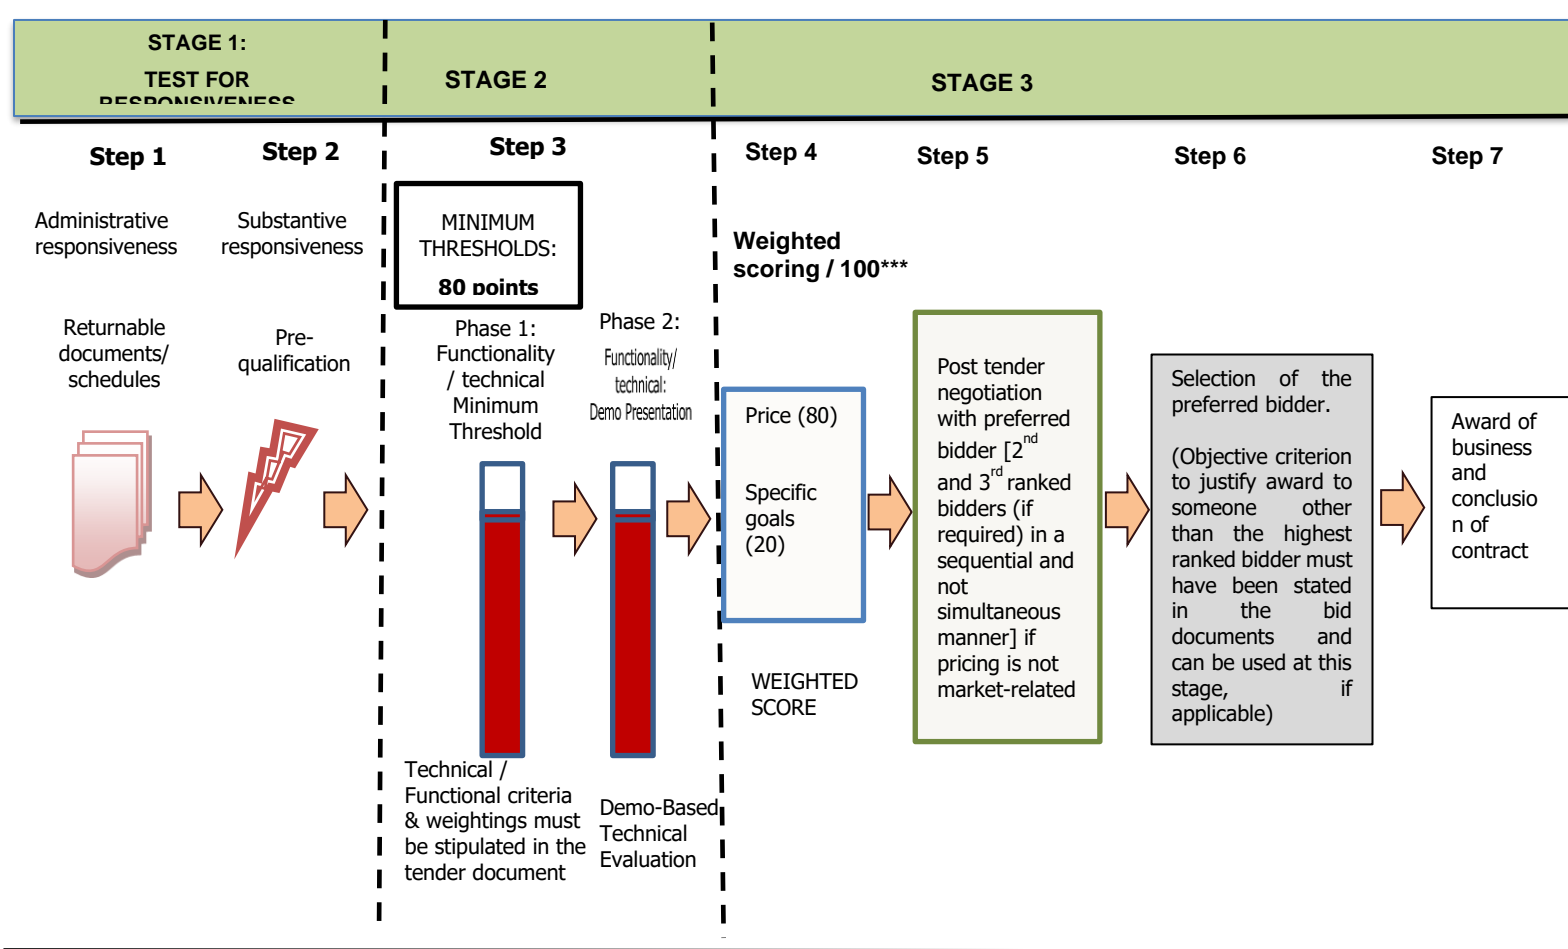 STAGE 1:
TEST FOR
RESPONSIVENESS
STAGE 2
STAGE 3
Step 1
Step 2
Step 3
Step 4
Step 5
Step 6
Step 7
Administrative
responsiveness
Substantive
responsiveness
MINIMUM
THRESHOLDS:
80 points
Weighted
scoring / 100***
Returnable
documents/
schedules
Pre-
qualification
Phase 1:
Functionality
/ technical
Minimum
Threshold
Phase 2:
Functionality/
technical:
Demo Presentation
Price (80)
Specific
goals
(20)
Post tender
negotiation
with preferred
bidder [2nd
and 3rd ranked
bidders (if
required) in a
sequential and
not
simultaneous
manner] if
pricing is not
market-related
Selection of the
preferred bidder.
(Objective criterion
to justify award to
someone other
than the highest
ranked bidder must
have been stated
in the bid
documents and
can be used at this
stage, if
applicable)
Award of
business
and
conclusio
n of
contract
WEIGHTED
SCORE
Technical /
Functional criteria
& weightings must
be stipulated in the
tender document
Demo-Based
Technical
Evaluation